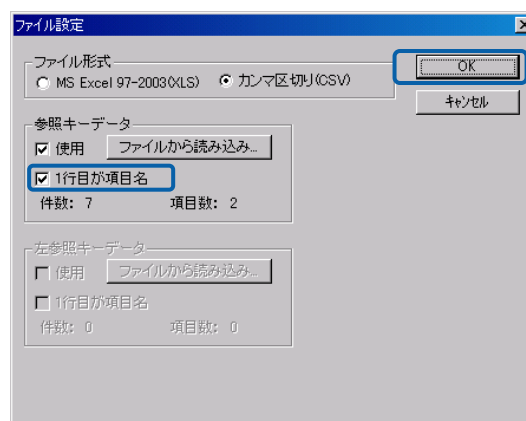 ファイル設定
ファイル形式
MS Excel 97-2003(XLS) カンマ区切り(CSV)
OK
キャンセル
参照キーデータ
使用 ファイルから読み込み...
1行目が項目名
件数: 7 項目数: 2
左参照キーデータ
使用 ファイルから読み込み...
1行目が項目名
件数: 0 項目数: 0